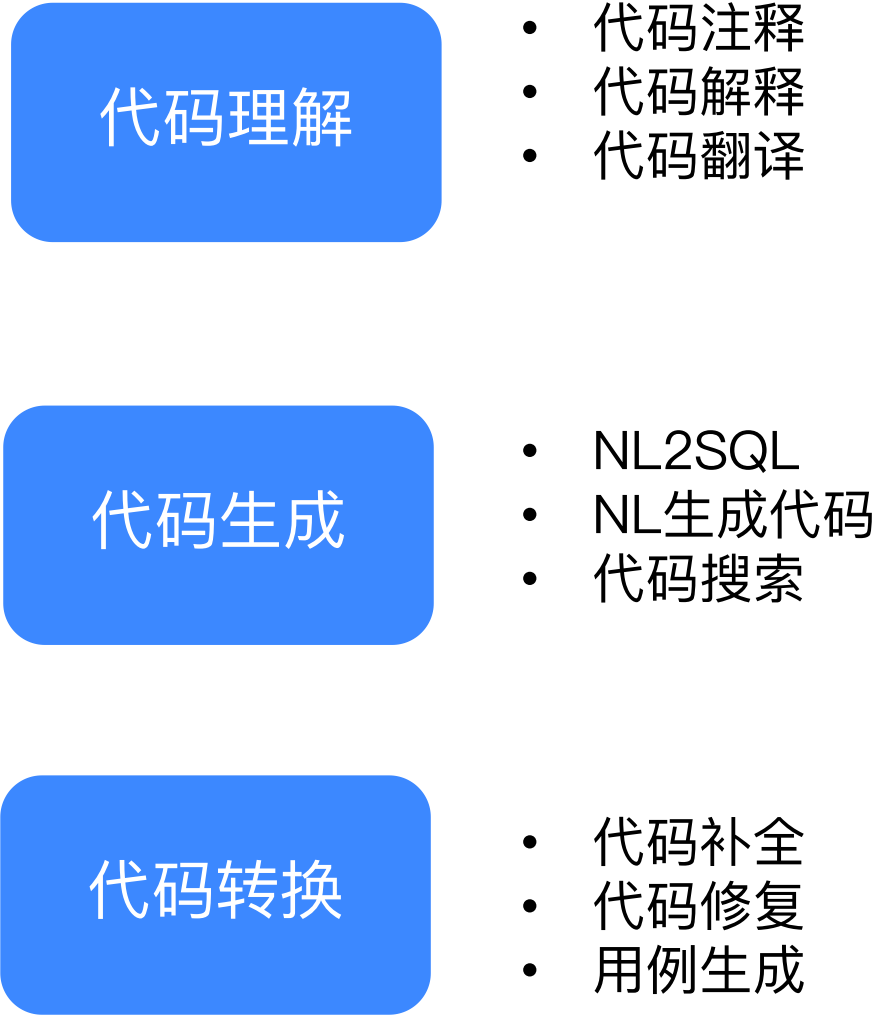 代码理解
• 代码注释
• 代码解释
• 代码翻译
代码生成
• NL2SQL
• NL生成代码
• 代码搜索
代码转换
• 代码补全
• 代码修复
• 用例生成